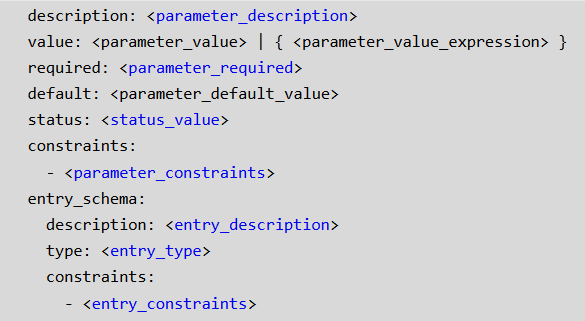 description: <parameter_description>
value: <parameter_value> | { <parameter_value_expression> }
required: <parameter_required>
default: <parameter_default_value>
status: <status_value>
constraints:
- <parameter_constraints>
entry_schema:
description: <entry_description>
type: <entry_type>
constraints:
- <entry_constraints>